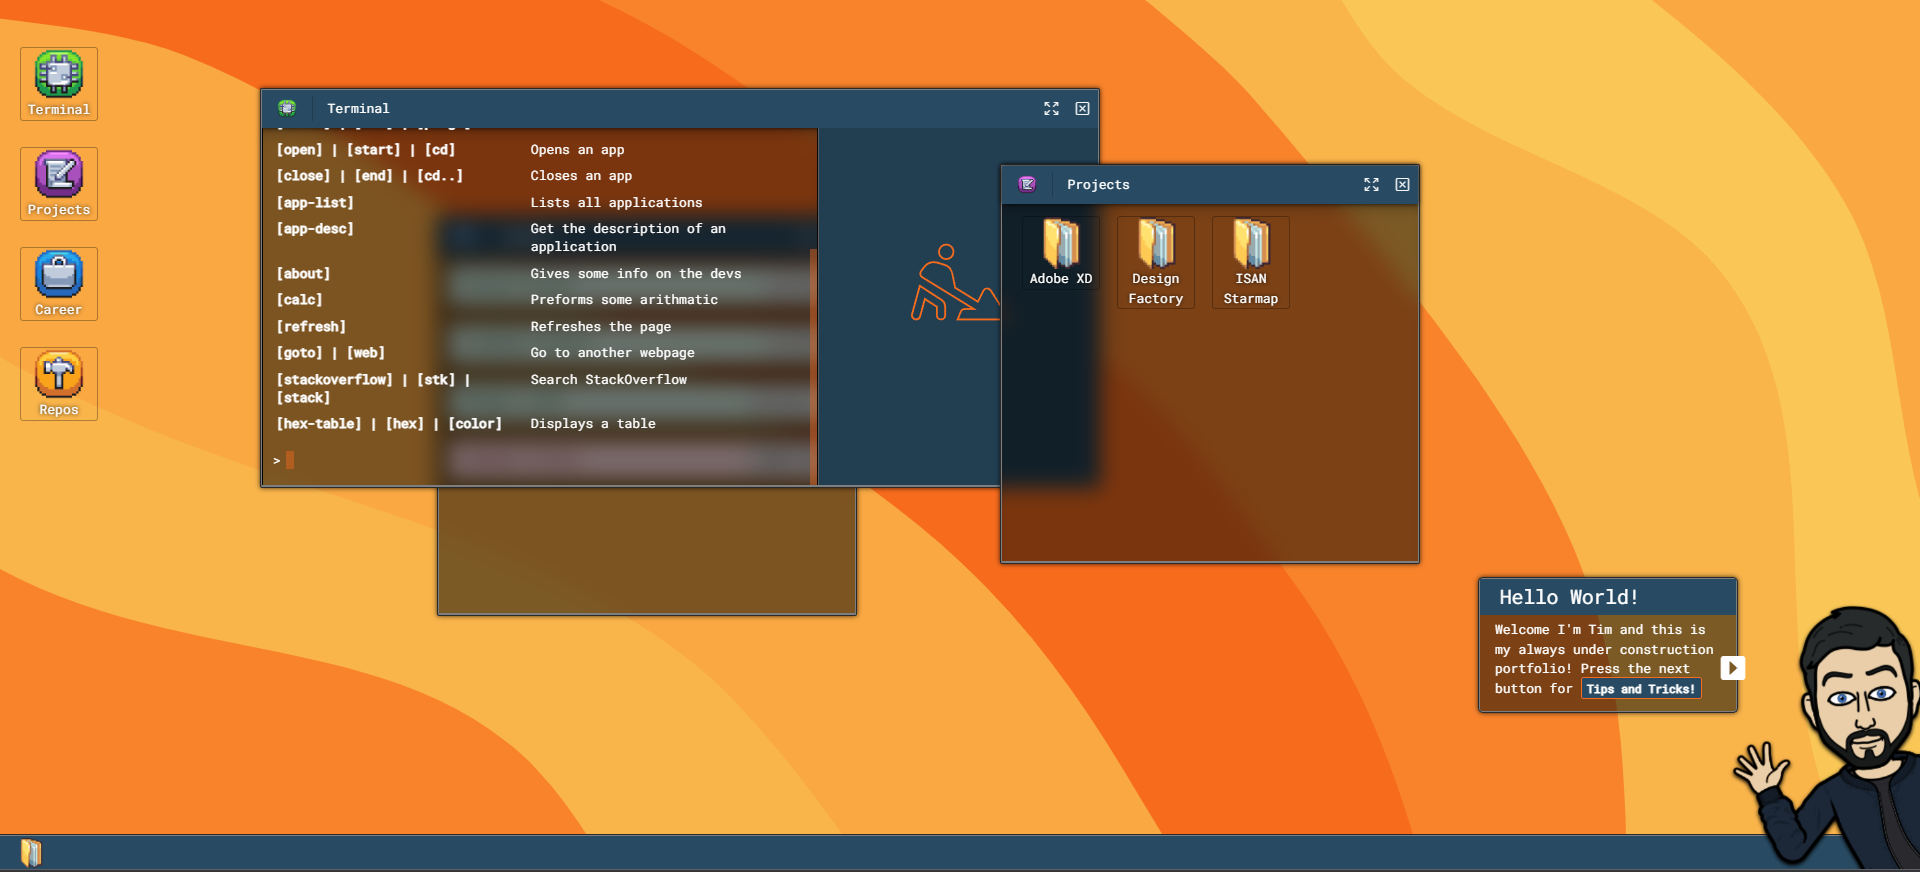 Terminal
Projects
Career
Repos
Terminal
[open] | [start] | [cd] Opens an app
[close] | [end] | [cd..] Closes an app
[app-list] Lists all applications
[app-desc] Get the description of an
application
[about] Gives some info on the devs
[calc] Preforms some arithmatic
[refresh] Refreshes the page
[goto] | [web] Go to another webpage
[stackoverflow] | [stk] | Search StackOverflow
[stack]
[hex-table] | [hex] | [color] Displays a table
>
Projects
Adobe XD
Design
Factory
ISAN
Starmap
Hello World!
Welcome I'm Tim and this is
my always under construction
portfolio! Press the next
button for Tips and Tricks!